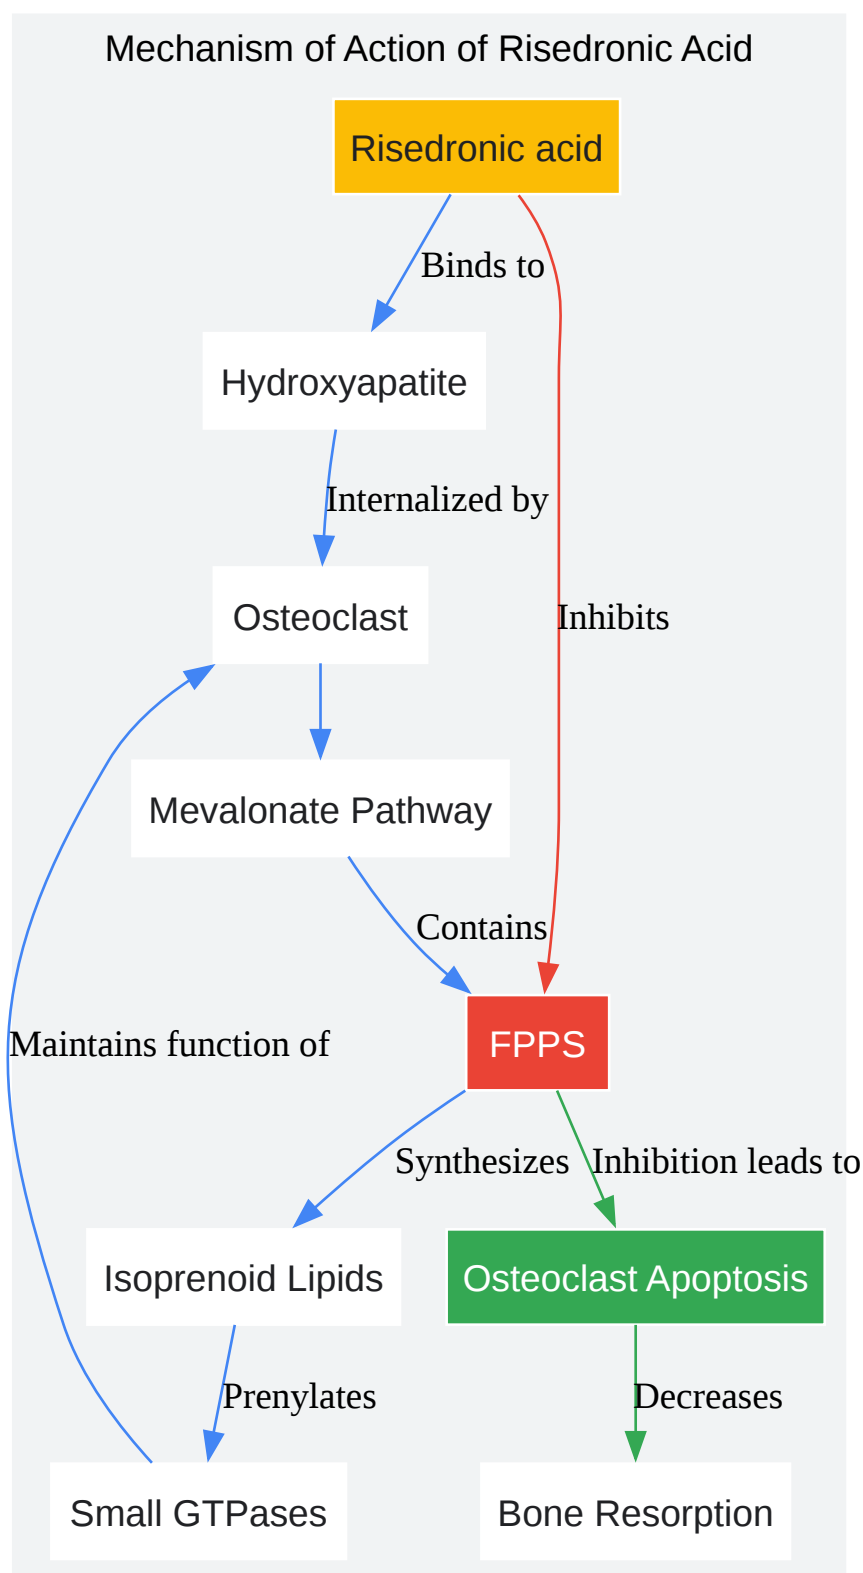 Mechanism of Action of Risedronic Acid
Risedronic acid
Binds to
Hydroxyapatite
Internalized by
Osteoclast
Inhibits
Mevalonate Pathway
Contains
FPPS
Maintains function of
Synthesizes
Inhibition leads to
Isoprenoid Lipids
Osteoclast Apoptosis
Prenylates
Decreases
Small GTPases
Bone Resorption